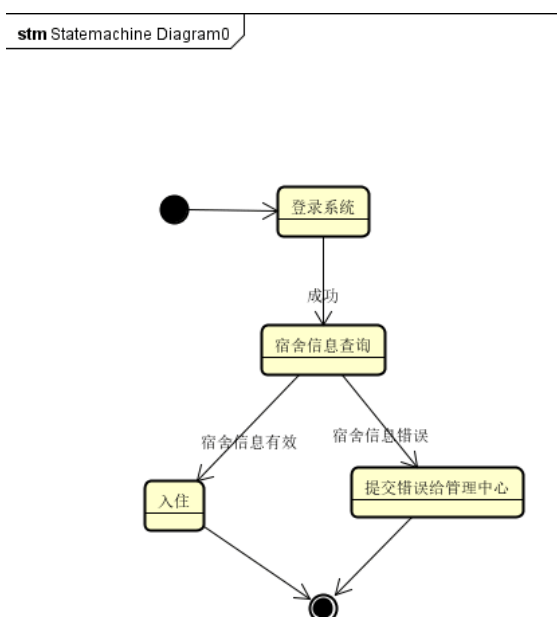 stm Statemachine Diagram0
登录系统
成功
宿舍信息查询
宿舍信息有效
宿舍信息错误
入住
提交错误给管理中心